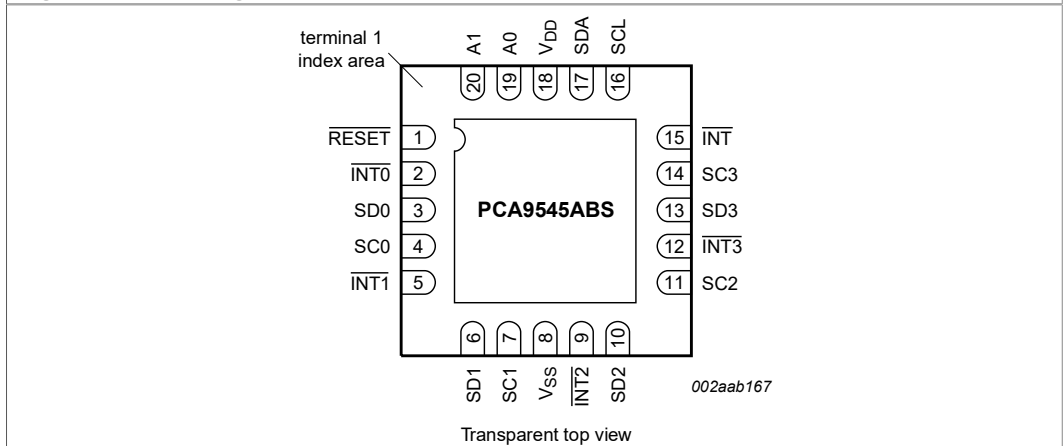 terminal 1
index area
A1
A0
VDD
SDA
SCL
20
19
18
17
16
RESET 1
INT0 2
SD0 3
SC0 4
INT1 5
PCA9545ABS
15 INT
14 SC3
13 SD3
12 INT3
11 SC2
6
7
8
9
10
SD1
SC1
VSS
INT2
SD2
002aab167
Transparent top view